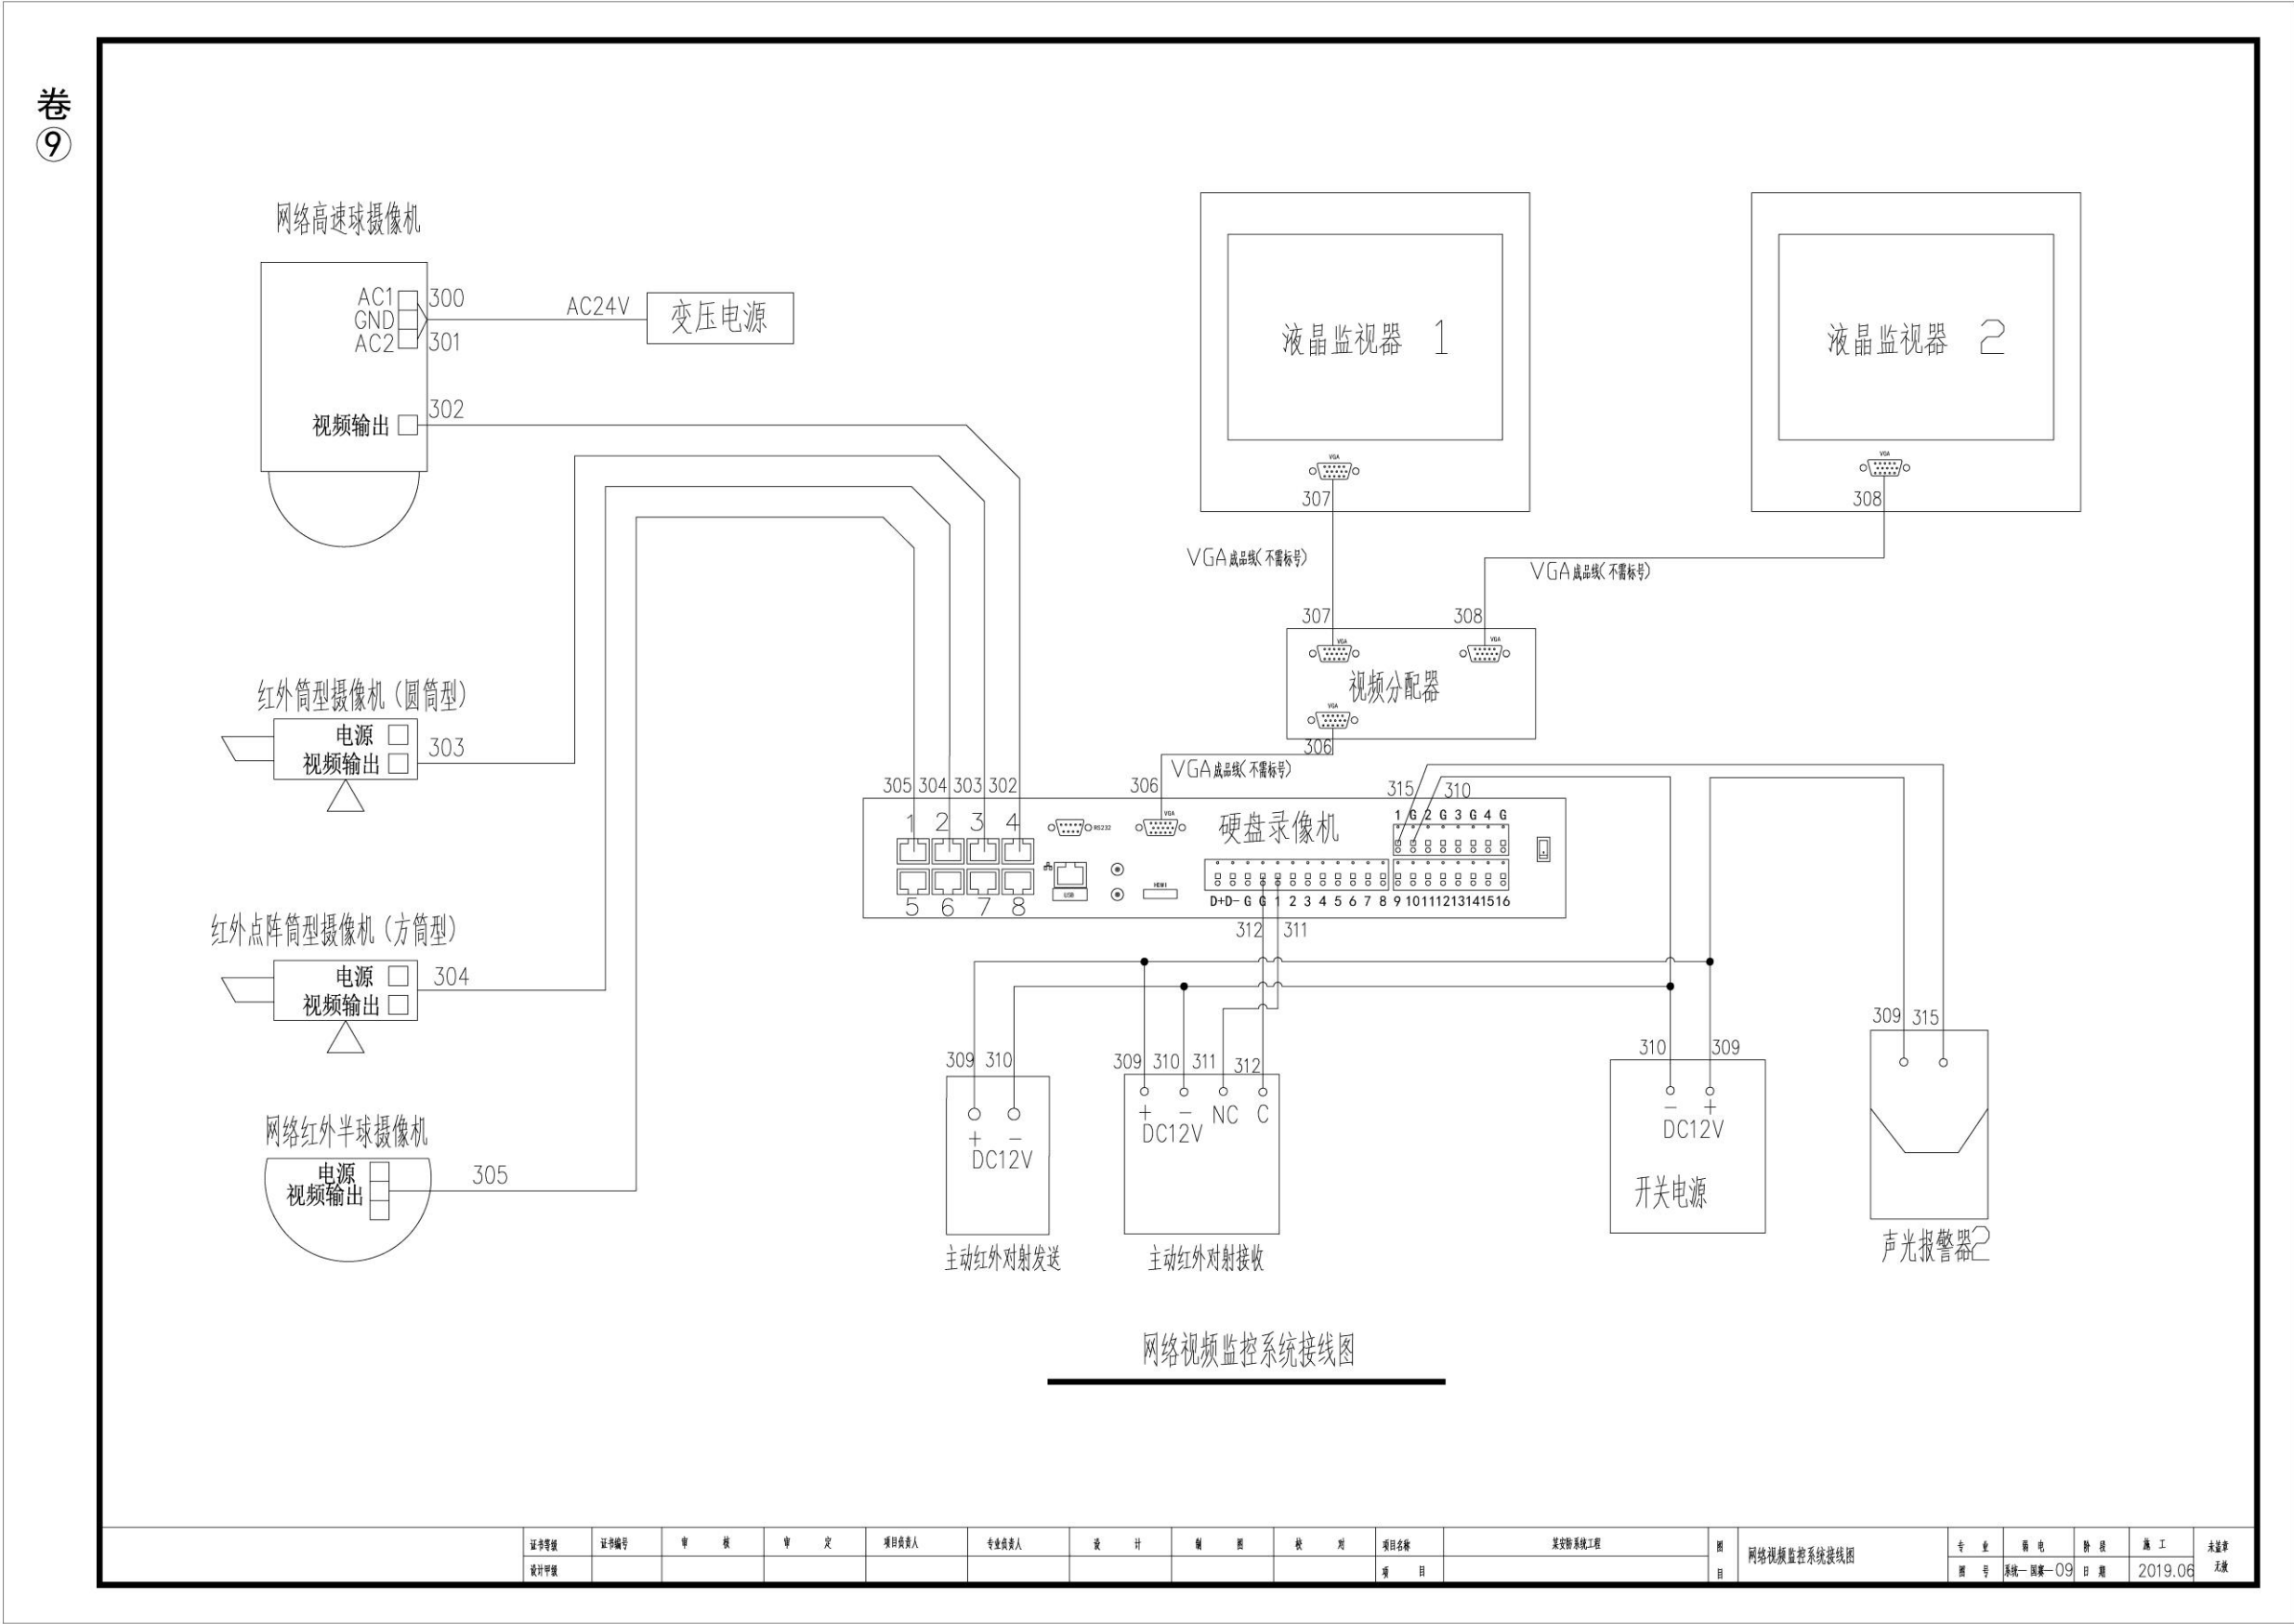 卷
⑨
网络高速球摄像机
AC1
GND
AC2
300
301
AC24V
变压电源
视频输出
302
液晶监视器 1
VGA
307
液晶监视器 2
VGA
308
VGA成品线(不需标号)
VGA成品线(不需标号)
307
308
VGA
VGA
视频分配器
VGA
306
VGA成品线(不需标号)
红外筒型摄像机（圆筒型）
电源
视频输出
303
305 304 303 302
306
315
310
1 2 3 4
RS232
VGA
硬盘录像机
1 G 2 G 3 G 4 G
USB
HDMI
5 6 7 8
D+D- G G 1 2 3 4 5 6 7 8 9 10111213141516
312
311
红外点阵筒型摄像机（方筒型）
电源
视频输出
304
309 310
+ -
DC12V
主动红外对射发送
309 310 311 312
+ - NC C
DC12V
主动红外对射接收
310 309
- +
DC12V
开关电源
309 315
声光报警器2
网络红外半球摄像机
电源
视频输出
305
网络视频监控系统接线图
证书等级 证书编号 审 核 审 定 项目负责人 专业负责人 设 计 制 图 校 对 项目名称 某安防系统工程 图 目 网络视频监控系统接线图 专 业 弱 电 阶 段 施 工 未盖章 无效
设计甲级 项 目 图 号 系统—国赛—09 日 期 2019.06